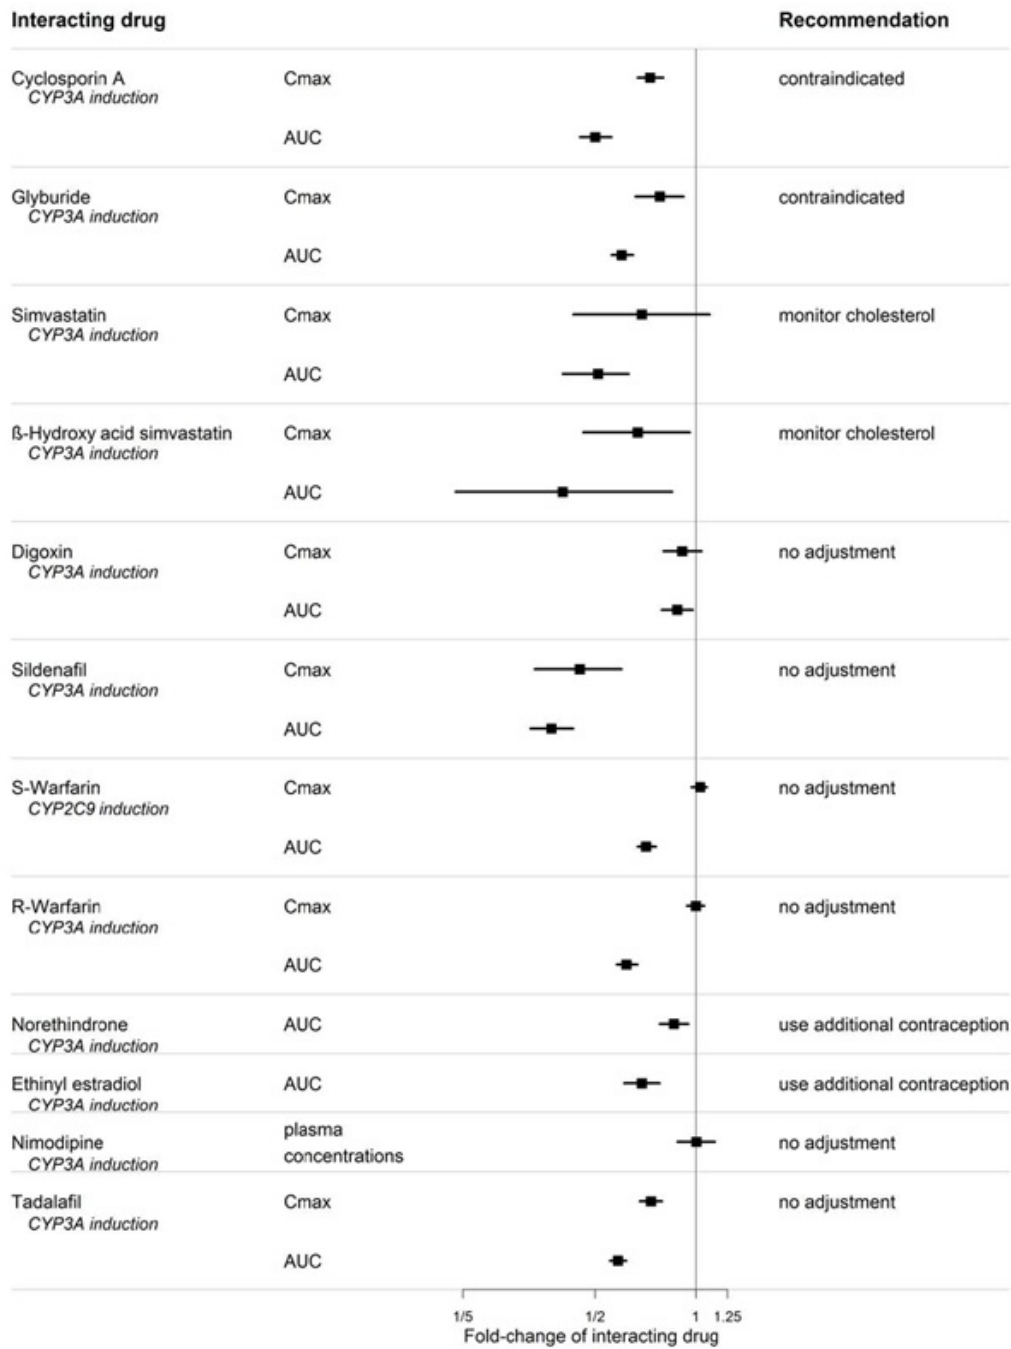 Interacting drug Recommendation
Cyclosporin A Cmax contraindicated
CYP3A induction
AUC
Glyburide Cmax contraindicated
CYP3A induction
AUC
Simvastatin Cmax monitor cholesterol
CYP3A induction
AUC
ß-Hydroxy acid simvastatin Cmax monitor cholesterol
CYP3A induction
AUC
Digoxin Cmax no adjustment
CYP3A induction
AUC
Sildenafil Cmax no adjustment
CYP3A induction
AUC
S-Warfarin Cmax no adjustment
CYP2C9 induction
AUC
R-Warfarin Cmax no adjustment
CYP3A induction
AUC
Norethindrone AUC use additional contraception
CYP3A induction
Ethinyl estradiol AUC use additional contraception
CYP3A induction
Nimodipine plasma concentrations no adjustment
CYP3A induction
Tadalafil Cmax no adjustment
CYP3A induction
AUC
1/5 1/2 1 1.25
Fold-change of interacting drug